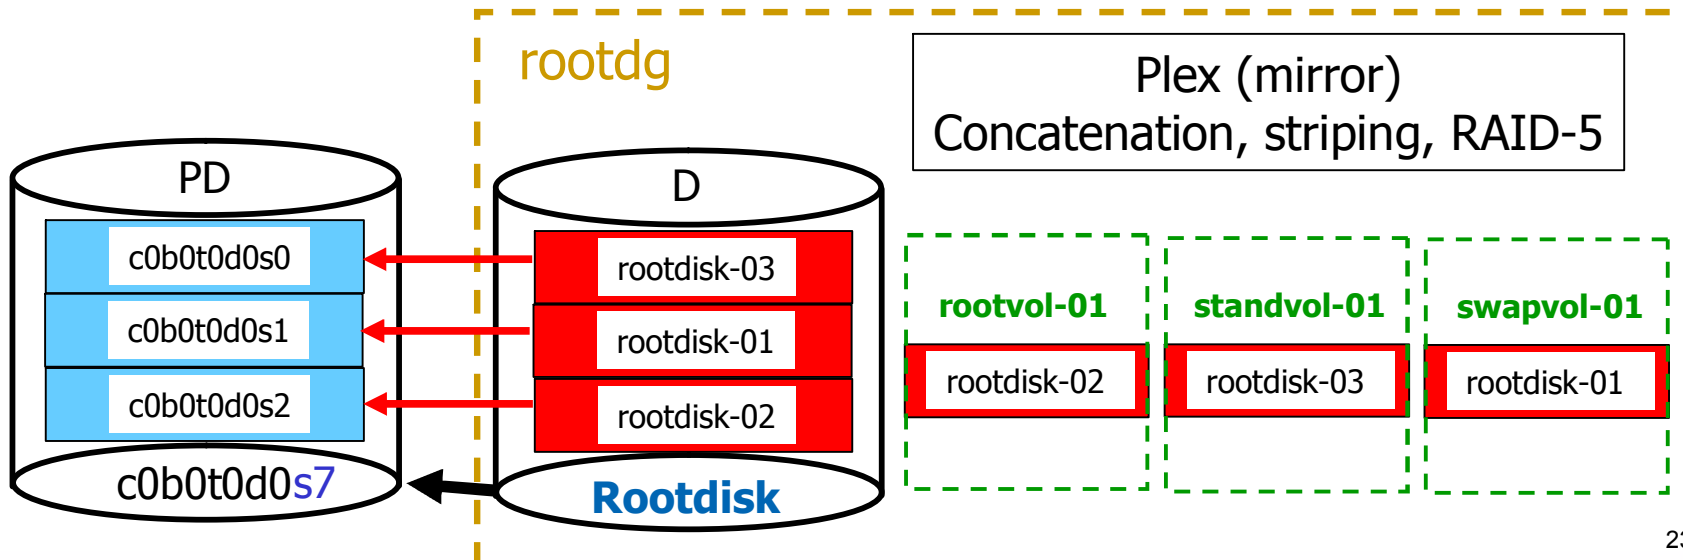 rootdg
Plex (mirror)
Concatenation, striping, RAID-5
PD
c0b0t0d0s0
c0b0t0d0s1
c0b0t0d0s2
c0b0t0d0s7
D
rootdisk-03
rootdisk-01
rootdisk-02
Rootdisk
rootvol-01
rootdisk-02
standvol-01
rootdisk-03
swapvol-01
rootdisk-01
23